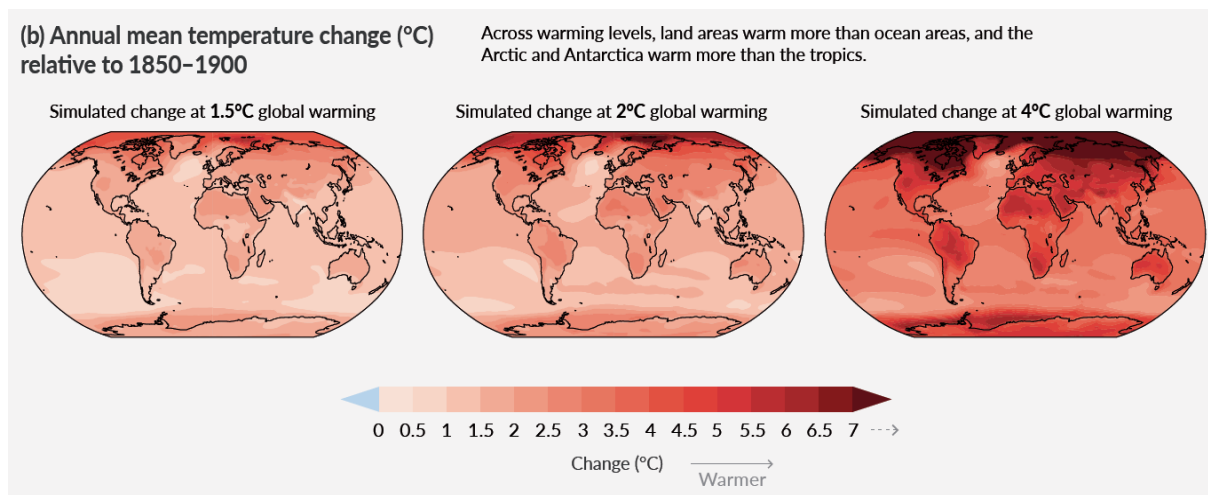 (b) Annual mean temperature change (°C)
relative to 1850–1900
Across warming levels, land areas warm more than ocean areas, and the
Arctic and Antarctica warm more than the tropics.
Simulated change at 1.5°C global warming
Simulated change at 2°C global warming
Simulated change at 4°C global warming
0 0.5 1 1.5 2 2.5 3 3.5 4 4.5 5 5.5 6 6.5 7
Change (°C)
Warmer